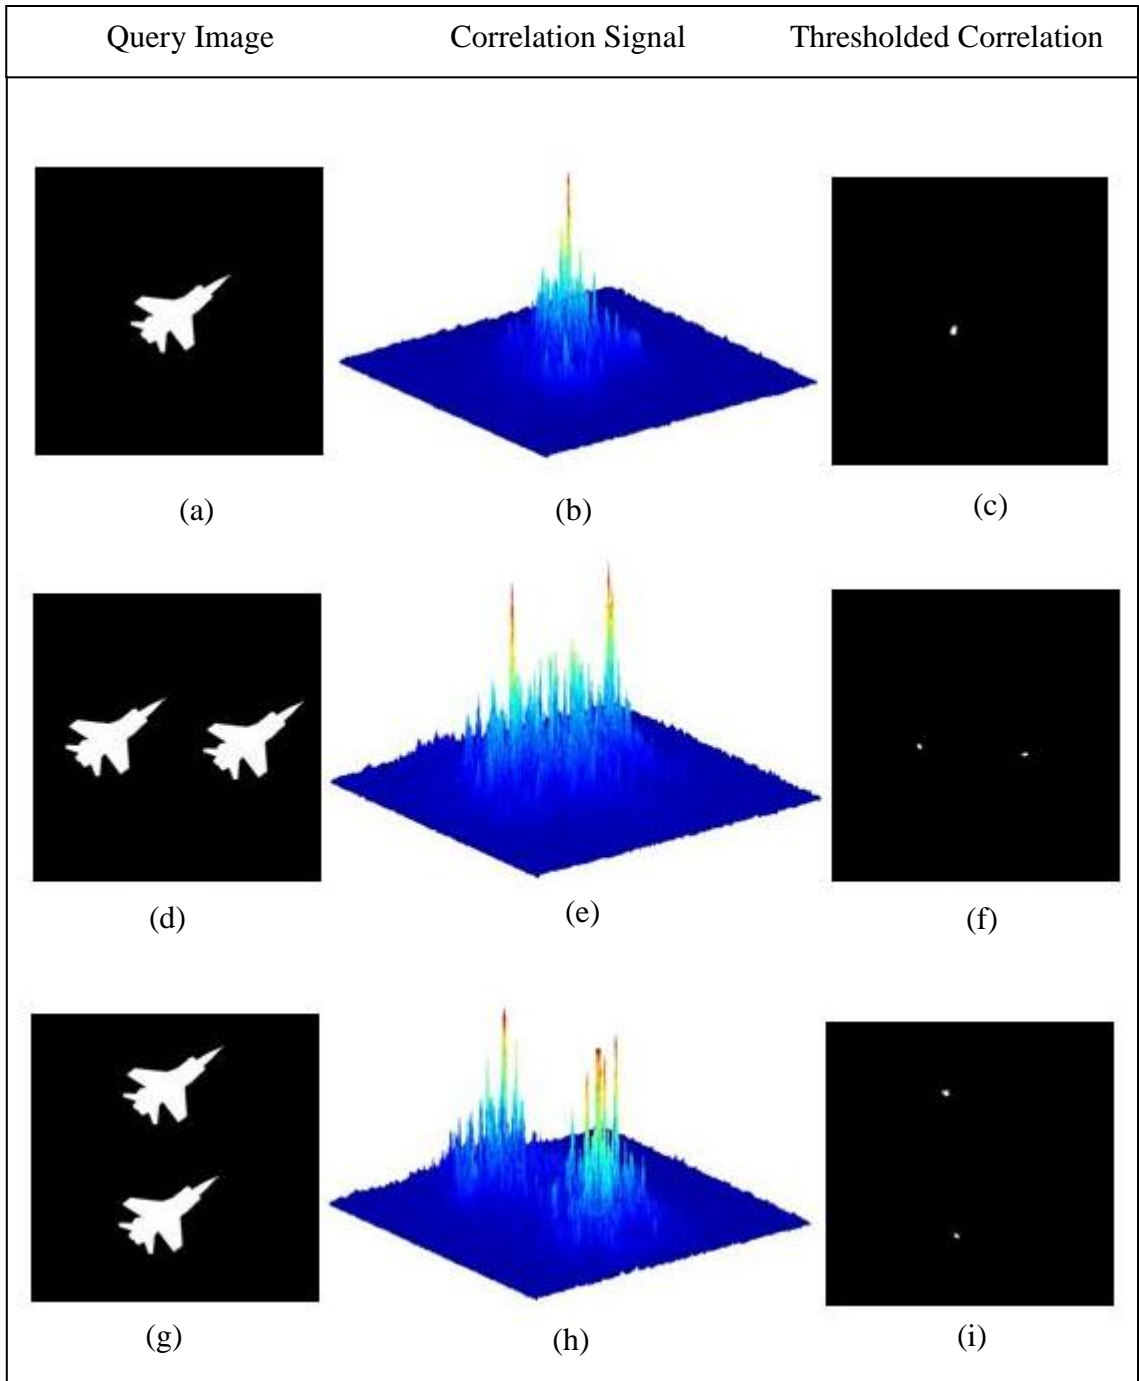 Query Image Correlation Signal Thresholded Correlation
(a) (b) (c)
(d) (e) (f)
(g) (h) (i)